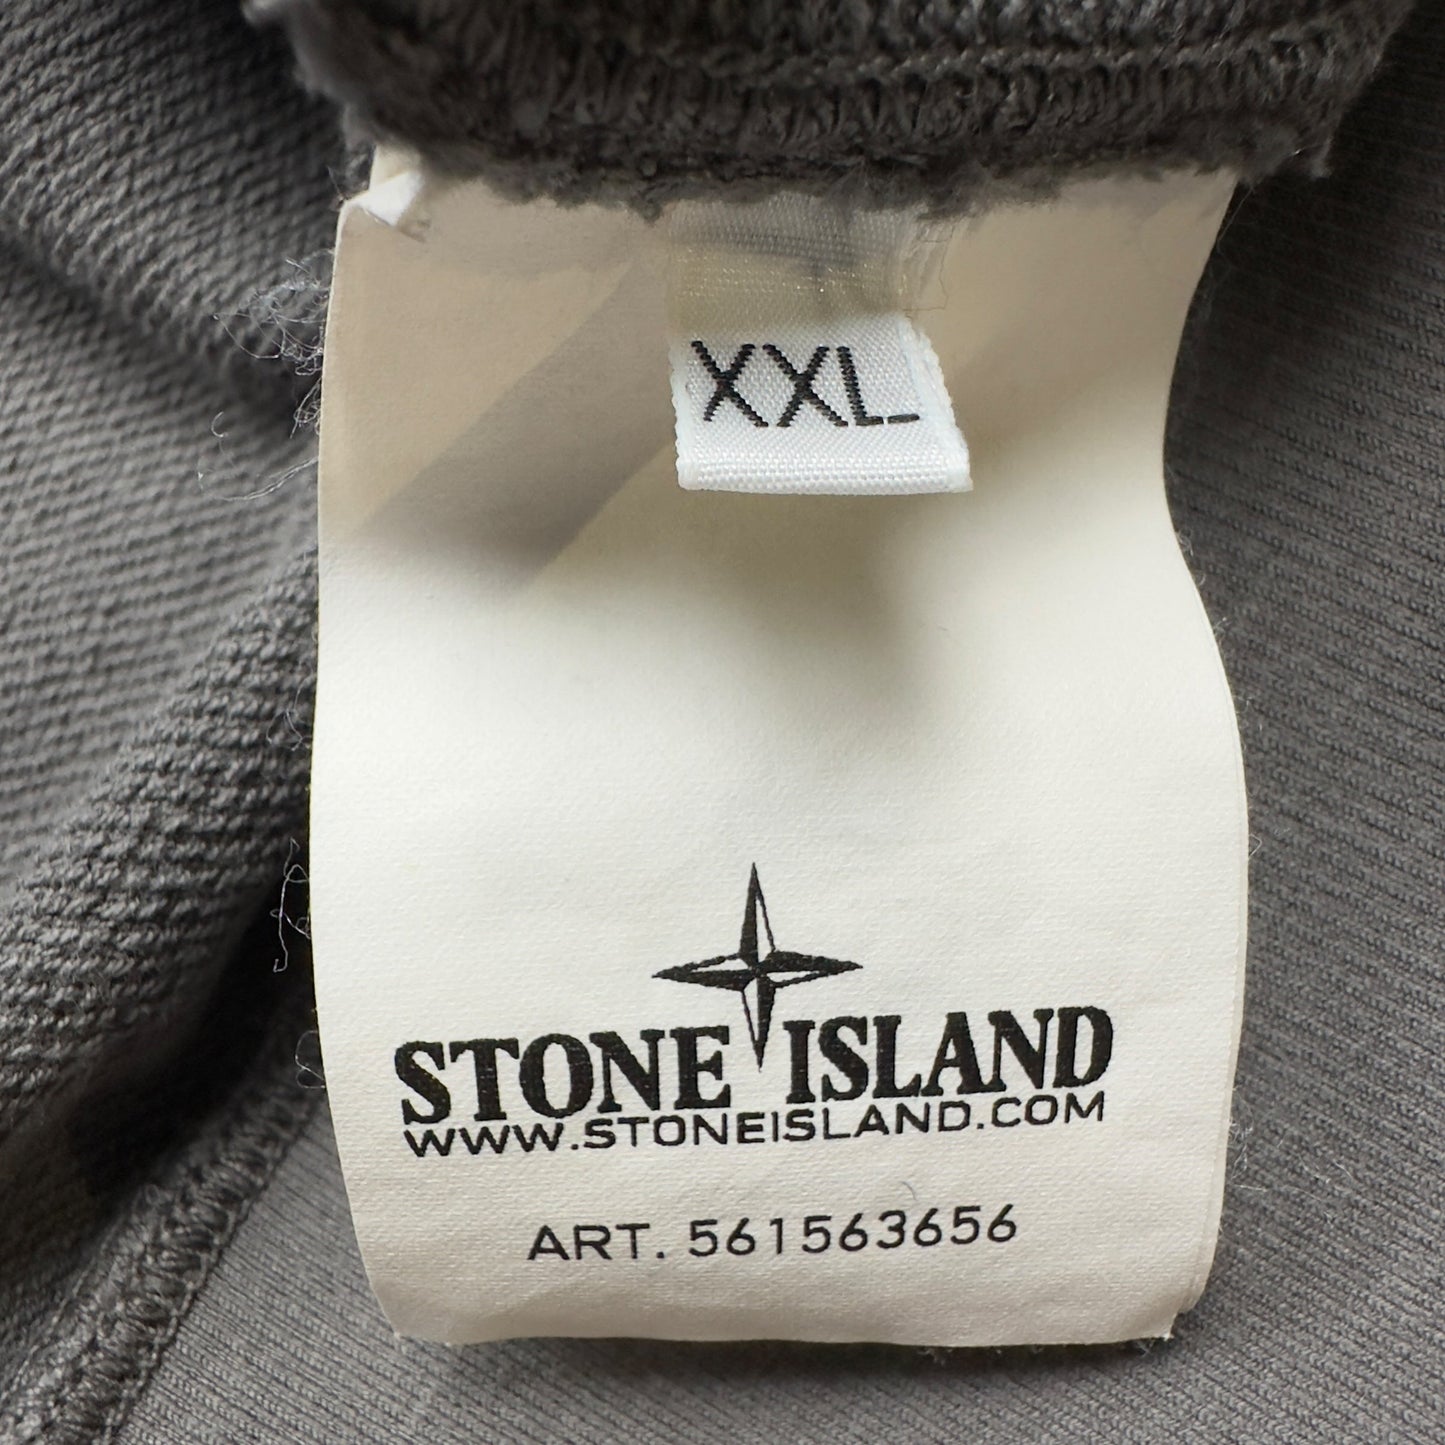 XXL
STONE ISLAND
WWW.STONEISLAND.COM
ART. 561563656